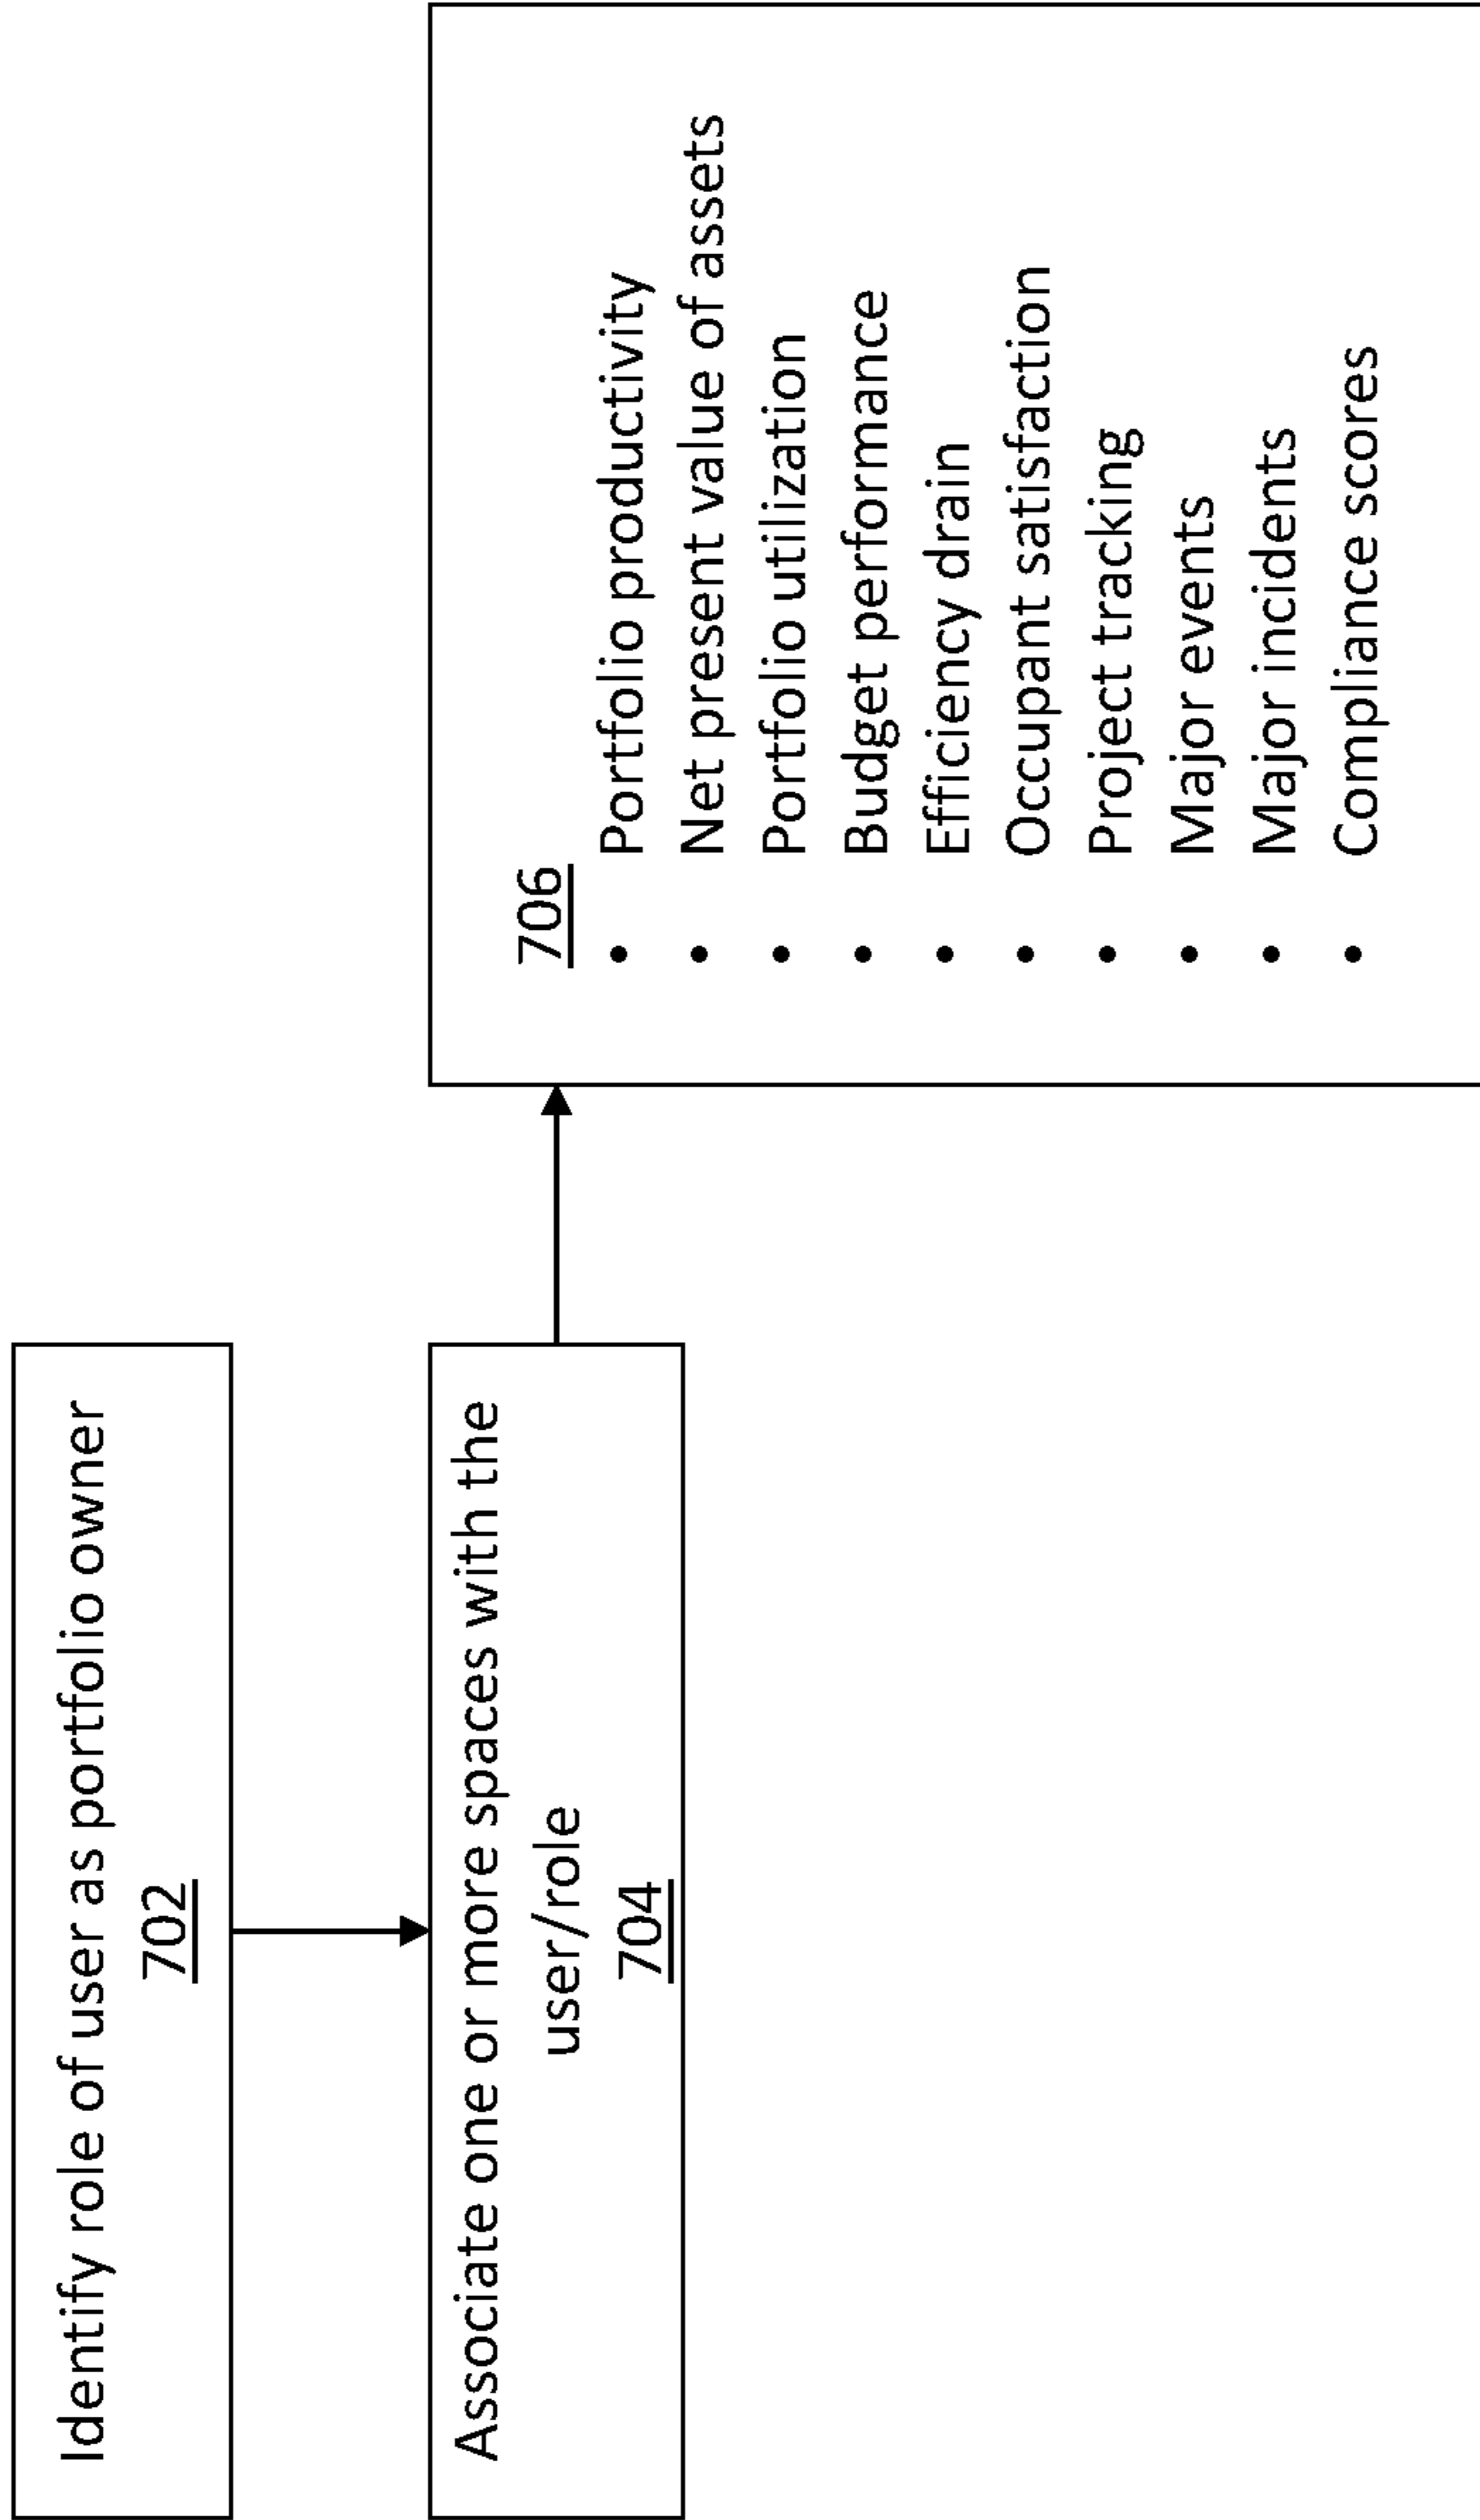 Identify role of user as portfolio owner
702
Associate one or more spaces with the
user/role
704
706
• Portfolio productivity
• Net present value of assets
• Portfolio utilization
• Budget performance
• Efficiency drain
• Occupant satisfaction
• Project tracking
• Major events
• Major incidents
• Compliance scores